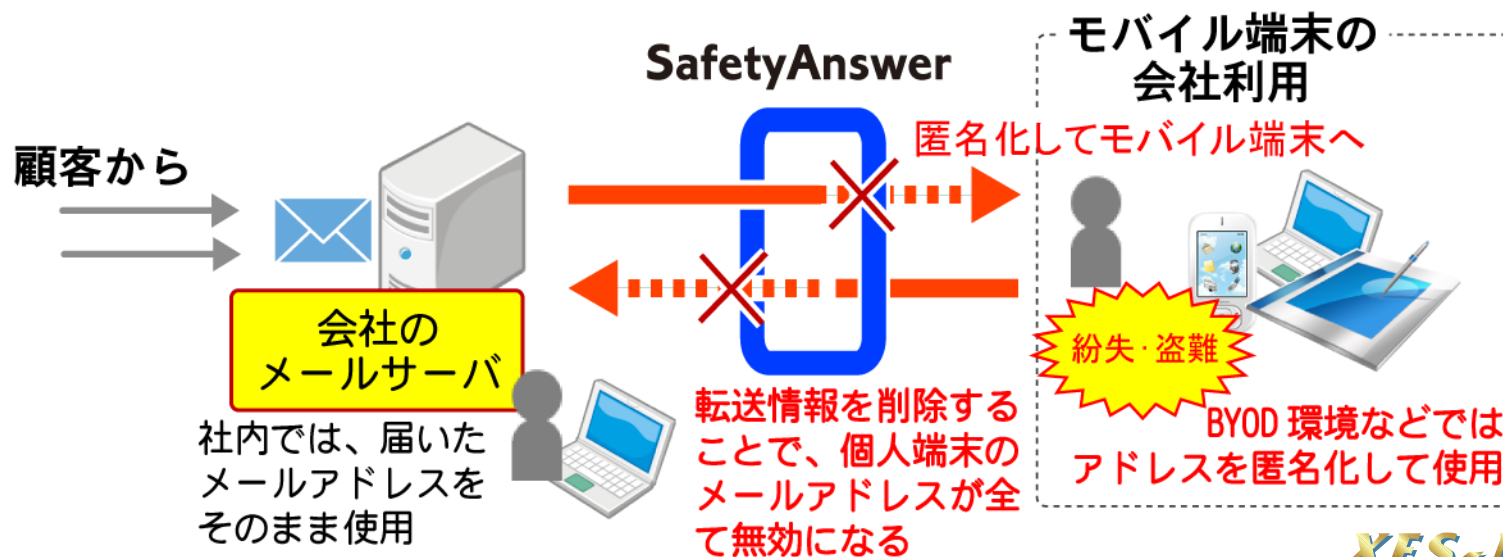 SafetyAnswer
モバイル端末の
会社利用
匿名化してモバイル端末へ
顧客から
会社の
メールサーバ
社内では、届いた
メールアドレスを
そのまま使用
転送情報を削除する
ことで、個人端末の
メールアドレスが全
て無効になる
紛失・盗難
BYOD 環境などでは
アドレスを匿名化して使用